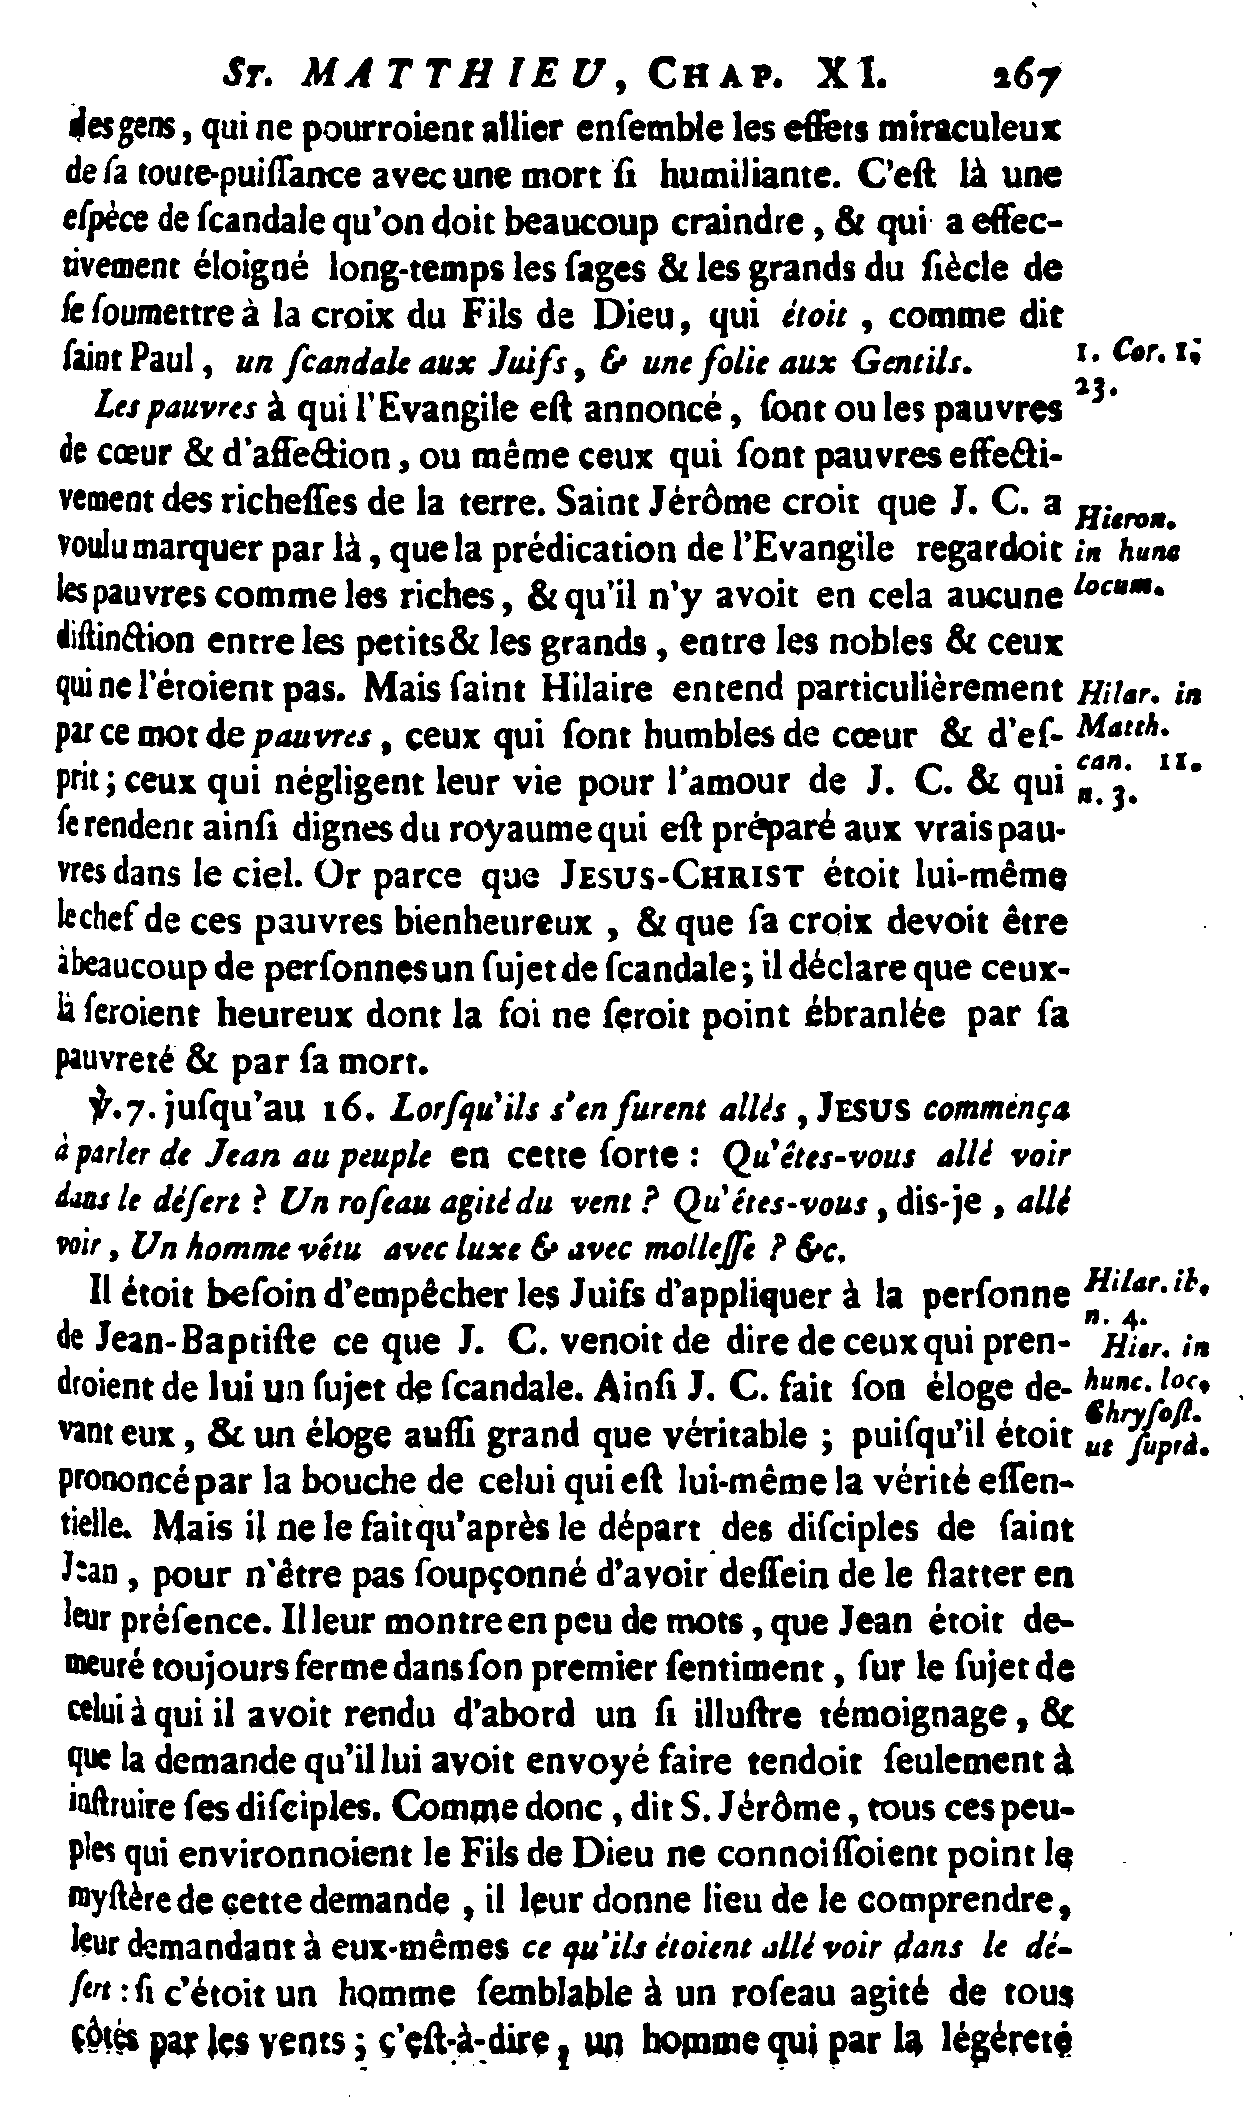 St. MATTHIEU, CHAP. XI. 267
des gens, qui ne pourroient allier enſemble les effets miraculeux
de ſa toute-puiſſance avec une mort ſi humiliante. C'eſt là une
eſpèce de ſcandale qu'on doit beaucoup craindre, & qui a effec-
tivement éloigné long-temps les ſages & les grands du ſiècle de
ſe ſoumettre à la croix du Fils de Dieu, qui étoit, comme dit
ſaint Paul, un ſcandale aux Juifs, & une folie aux Gentils.
1. Cor. 1;
23.
Les pauvres à qui l'Evangile eſt annoncé, ſont ou les pauvres
de cœur & d'affection, ou même ceux qui ſont pauvres effecti-
vement des richeſſes de la terre. Saint Jérôme croit que J. C. a
voulu marquer par là, que la prédication de l'Evangile regardoit
les pauvres comme les riches, & qu'il n'y avoit en cela aucune
diſtinction entre les petits & les grands, entre les nobles & ceux
Hieron.
in hunc
locum.
qui ne l'étoient pas. Mais ſaint Hilaire entend particulièrement
par ce mot de pauvres, ceux qui ſont humbles de cœur & d'eſ-
prit; ceux qui négligent leur vie pour l'amour de J. C. & qui
ſe rendent ainſi dignes du royaume qui eſt préparé aux vrais pau-
Hilar. in
Matth.
can. 11.
n. 3.
vres dans le ciel. Or parce que JESUS-CHRIST étoit lui-même
le chef de ces pauvres bienheureux, & que ſa croix devoit être
à beaucoup de perſonnes un ſujet de ſcandale; il déclare que ceux-
là ſeroient heureux dont la foi ne ſeroit point ébranlée par ſa
pauvreté & par ſa mort.
℣. 7. juſqu'au 16. Lorſqu'ils s'en furent allés, JESUS commença
à parler de Jean au peuple en cette ſorte : Qu'êtes-vous allé voir
dans le déſert ? Un roſeau agité du vent ? Qu'êtes-vous, dis-je, allé
voir, Un homme vêtu avec luxe & avec molleſſe ? &c.
Il étoit beſoin d'empêcher les Juifs d'appliquer à la perſonne
de Jean-Baptiſte ce que J. C. venoit de dire de ceux qui pren-
droient de lui un ſujet de ſcandale. Ainſi J. C. fait ſon éloge de-
vant eux, & un éloge auſſi grand que véritable ; puiſqu'il étoit
Hilar. ib.
n. 4.
Hier. in
hunc. loc.
Chryſoſt.
ut ſuprà.
prononcé par la bouche de celui qui eſt lui-même la vérité eſſen-
tielle. Mais il ne le fait qu'après le départ des diſciples de ſaint
Jean, pour n'être pas ſoupçonné d'avoir deſſein de le flatter en
leur préſence. Il leur montre en peu de mots, que Jean étoit de-
meuré toujours ferme dans ſon premier ſentiment, ſur le ſujet de
celui à qui il avoit rendu d'abord un ſi illuſtre témoignage, &
que la demande qu'il lui avoit envoyé faire tendoit ſeulement à
inſtruire ſes diſciples. Comme donc, dit S. Jérôme, tous ces peu-
ples qui environnoient le Fils de Dieu ne connoiſſoient point le
myſtère de cette demande, il leur donne lieu de le comprendre,
leur demandant à eux-mêmes ce qu'ils étoient allé voir dans le dé-
ſert : ſi c'étoit un homme ſemblable à un roſeau agité de tous
côtés par les vents ; c'eſt-à-dire, un homme qui par la légéreté